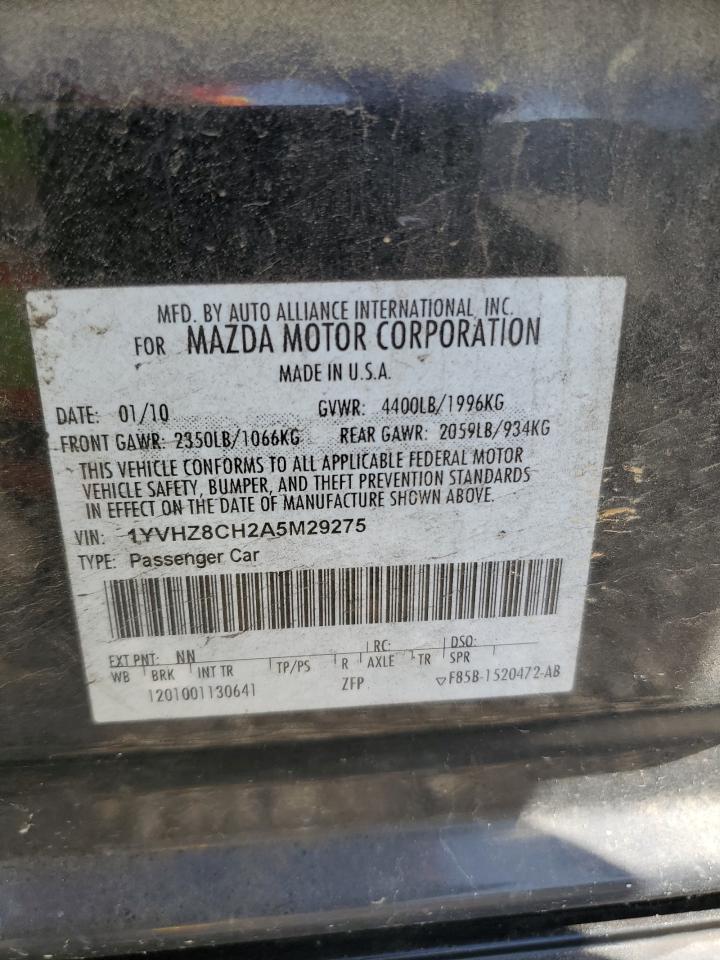 MFD. BY AUTO ALLIANCE INTERNATIONAL, INC.
FOR MAZDA MOTOR CORPORATION
MADE IN U.S.A.
DATE: 01/10 GVWR: 4400LB/1996KG
FRONT GAWR: 2350LB/1066KG REAR GAWR: 2059LB/934KG
THIS VEHICLE CONFORMS TO ALL APPLICABLE FEDERAL MOTOR
VEHICLE SAFETY, BUMPER, AND THEFT PREVENTION STANDARDS
IN EFFECT ON THE DATE OF MANUFACTURE SHOWN ABOVE.
VIN: 1YVHZ8CH2A5M29275
TYPE: Passenger Car
EXT PNT: NN RC: DSO:
WB BRK INT TR TP/PS R AXLE TR SPR
1201001130641 ZFP ▽F85B-1520472-AB